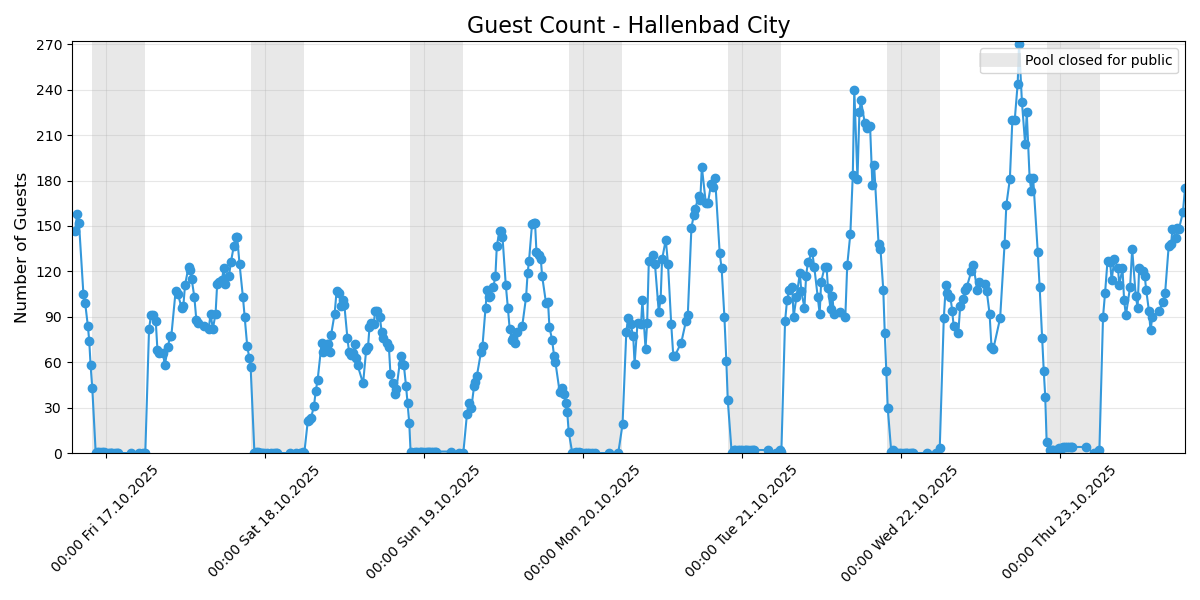 Guest Count - Hallenbad City
Pool closed for public
Number of Guests
270
240
210
180
150
120
90
60
30
0
00:00 Fri 17.10.2025
00:00 Sat 18.10.2025
00:00 Sun 19.10.2025
00:00 Mon 20.10.2025
00:00 Tue 21.10.2025
00:00 Wed 22.10.2025
00:00 Thu 23.10.2025